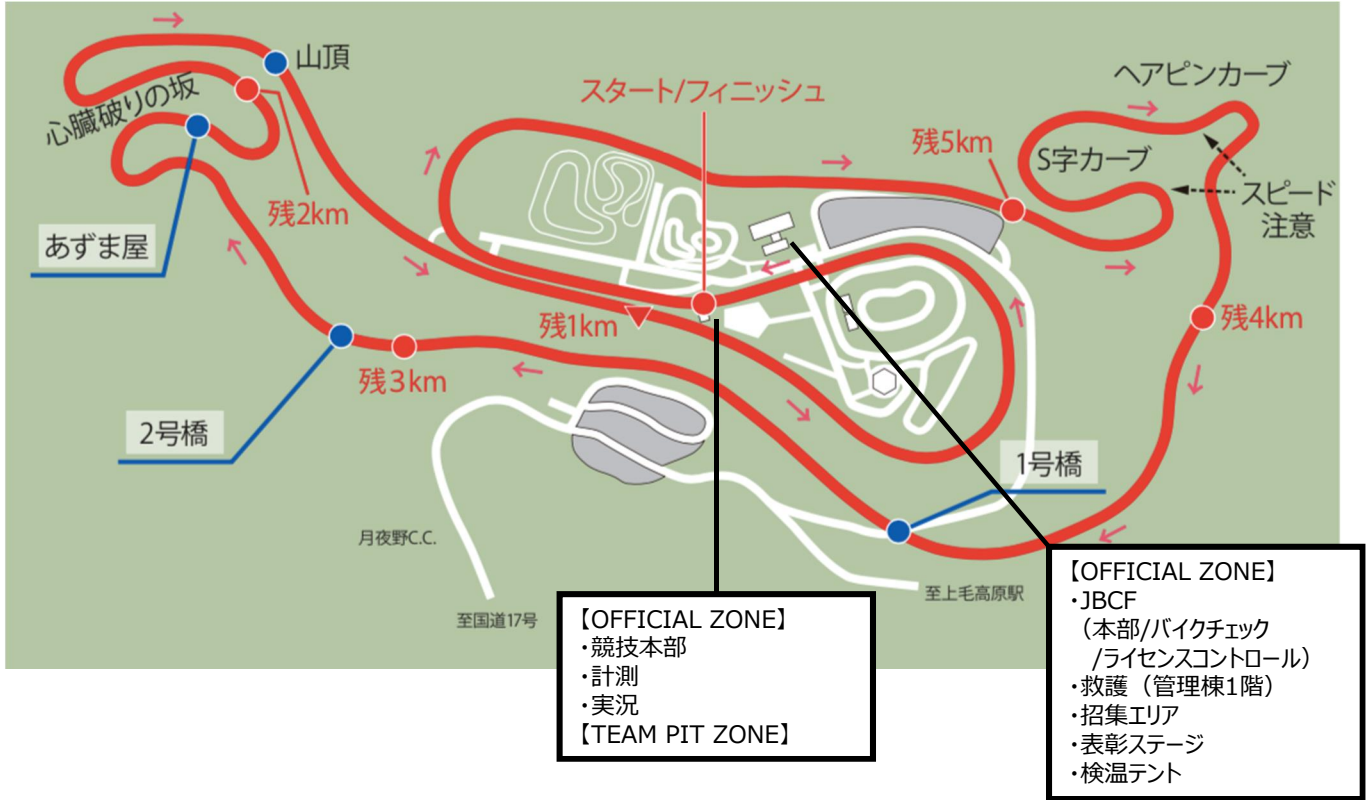 山頂
ヘアピンカーブ
スタート/フィニッシュ
心臓破りの坂
残5km
S字カーブ
スピード
注意
残2km
あずま屋
残1km
残4km
残3km
2号橋
1号橋
月夜野C.C.
至上毛高原駅
至国道17号
【OFFICIAL ZONE】
・競技本部
・計測
・実況
【TEAM PIT ZONE】
【OFFICIAL ZONE】
・JBCF
（本部/バイクチェック
/ライセンスコントロール）
・救護（管理棟1階）
・招集エリア
・表彰ステージ
・検温テント